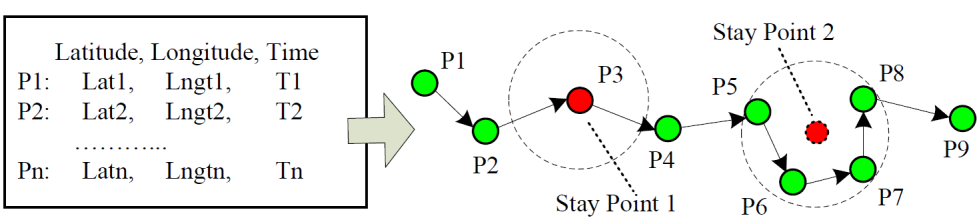 Latitude, Longitude, Time
P1: Lat1, Lngt1, T1
P2: Lat2, Lngt2, T2
………....
Pn: Latn, Lngtn, Tn
P1
P2
P3
Stay Point 1
P4
P5
Stay Point 2
P6
P7
P8
P9